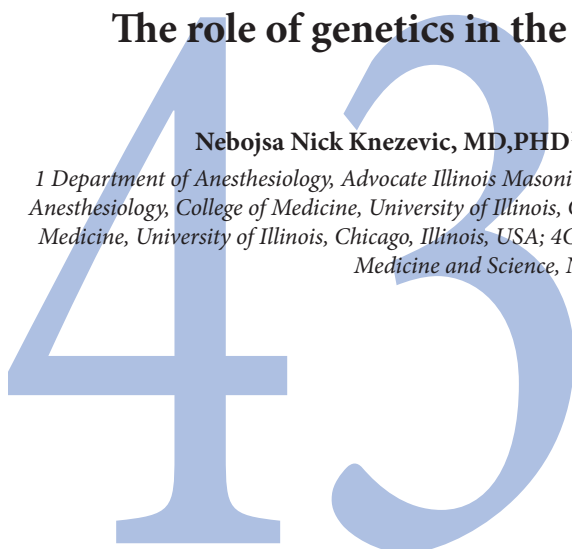 The role of genetics in the
Nebojsa Nick Knezevic, MD,PHD
1 Department of Anesthesiology, Advocate Illinois Masoni
Anesthesiology, College of Medicine, University of Illinois, C
Medicine, University of Illinois, Chicago, Illinois, USA; 4C
Medicine and Science, N
43